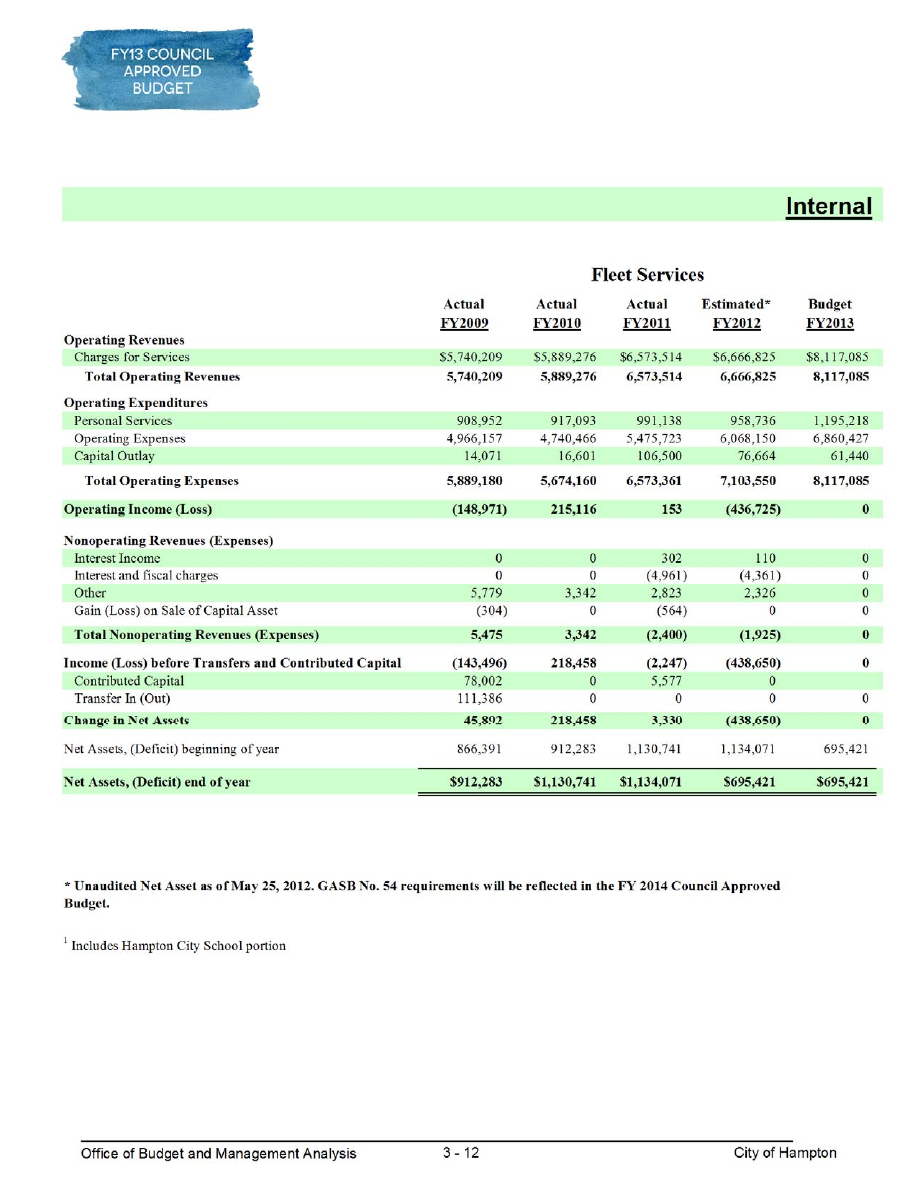 FY13 COUNCIL
APPROVED
BUDGET
Internal
Fleet Services
Actual Actual Actual Estimated* Budget
FY2009 FY2010 FY2011 FY2012 FY2013
Operating Revenues
Charges for Services $5,740,209 $5,889,276 $6,573,514 $6,666,825 $8,117,085
Total Operating Revenues 5,740,209 5,889,276 6,573,514 6,666,825 8,117,085
Operating Expenditures
Personal Services 908,952 917,093 991,138 958,736 1,195,218
Operating Expenses 4,966,157 4,740,466 5,475,723 6,068,150 6,860,427
Capital Outlay 14,071 16,601 106,500 76,664 61,440
Total Operating Expenses 5,889,180 5,674,160 6,573,361 7,103,550 8,117,085
Operating Income (Loss) (148,971) 215,116 153 (436,725) 0
Nonoperating Revenues (Expenses)
Interest Income 0 0 302 110 0
Interest and fiscal charges 0 0 (4,961) (4,361) 0
Other 5,779 3,342 2,823 2,326 0
Gain (Loss) on Sale of Capital Asset (304) 0 (564) 0 0
Total Nonoperating Revenues (Expenses) 5,475 3,342 (2,400) (1,925) 0
Income (Loss) before Transfers and Contributed Capital (143,496) 218,458 (2,247) (438,650) 0
Contributed Capital 78,002 0 5,577 0
Transfer In (Out) 111,386 0 0 0 0
Change in Net Assets 45,892 218,458 3,330 (438,650) 0
Net Assets, (Deficit) beginning of year 866,391 912,283 1,130,741 1,134,071 695,421
Net Assets, (Deficit) end of year $912,283 $1,130,741 $1,134,071 $695,421 $695,421
* Unaudited Net Asset as of May 25, 2012. GASB No. 54 requirements will be reflected in the FY 2014 Council Approved
Budget.
1 Includes Hampton City School portion
Office of Budget and Management Analysis 3 - 12 City of Hampton